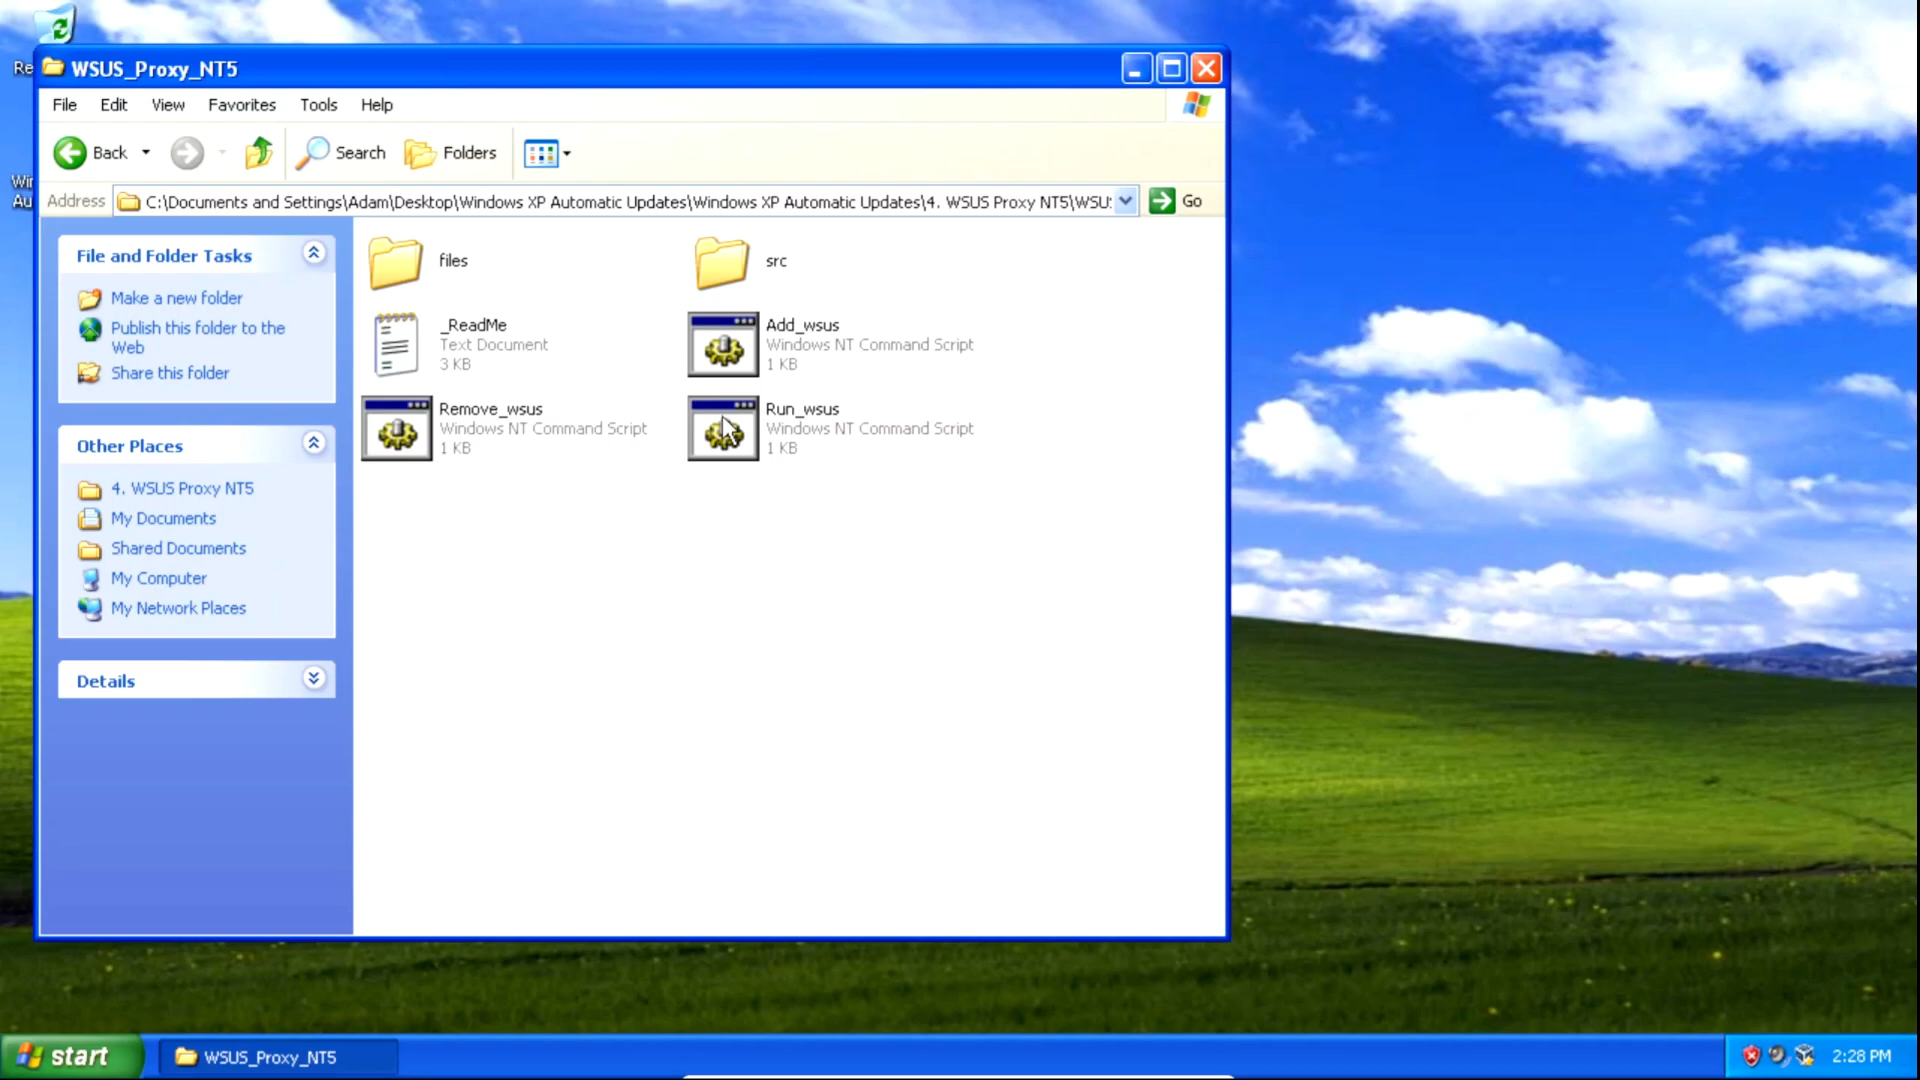 Re
WSUS_Proxy_NT5
File Edit View Favorites Tools Help
Back Search Folders
Address C:\Documents and Settings\Adam\Desktop\Windows XP Automatic Updates\Windows XP Automatic Updates\4. WSUS Proxy NT5\WSU Go
Wir
Au
File and Folder Tasks
Make a new folder
Publish this folder to the
Web
Share this folder
Other Places
4. WSUS Proxy NT5
My Documents
Shared Documents
My Computer
My Network Places
Details
files
src
_ReadMe
Text Document
3 KB
Add_wsus
Windows NT Command Script
1 KB
Remove_wsus
Windows NT Command Script
1 KB
Run_wsus
Windows NT Command Script
1 KB
start WSUS_Proxy_NT5 2:28 PM